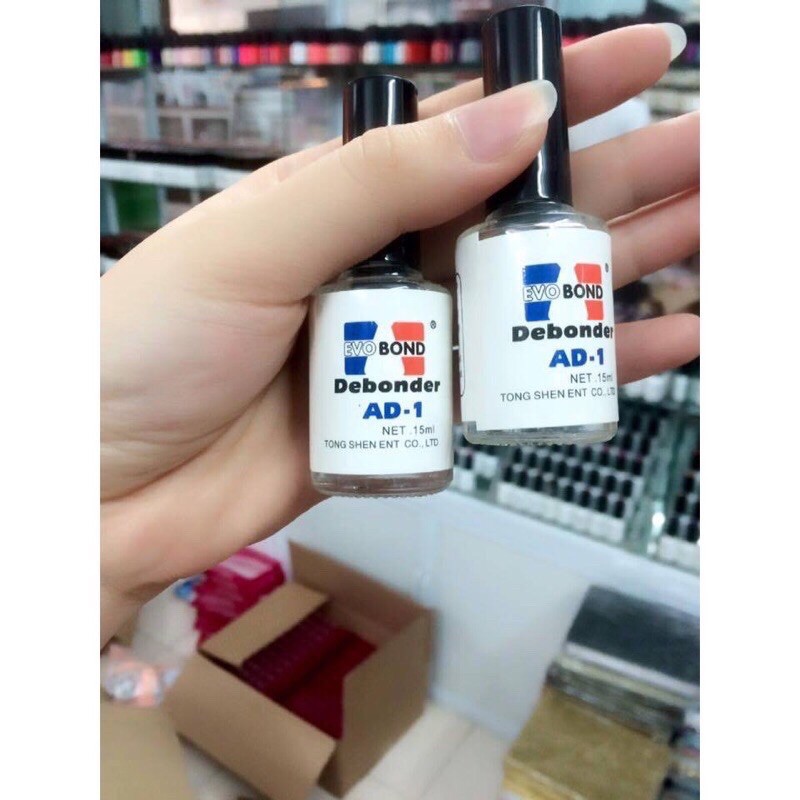 EVO BOND ®
Debonder
AD-1
NET .15ml
TONG SHEN ENT CO., LTD
EVO BOND ®
Debonder
AD-1
NET .15ml
TONG SHEN ENT CO., LTD